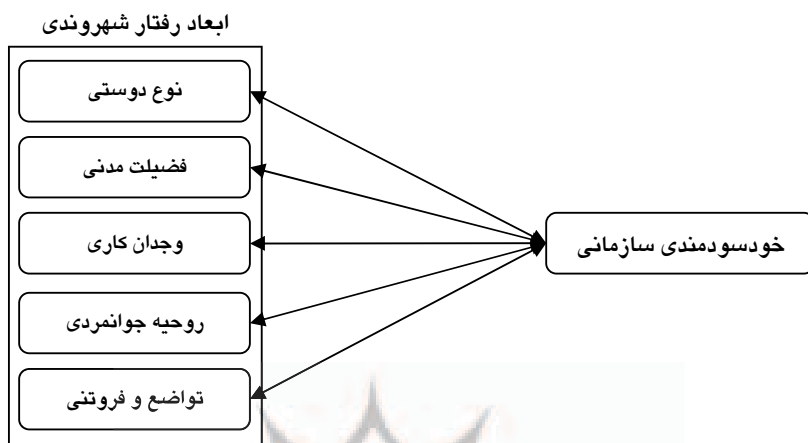 ابعاد رفتار شهروندی
نوع دوستی
فضیلت مدنی
وجدان کاری
روحیه جوانمردی
تواضع و فروتنی
خودسودمندی سازمانی